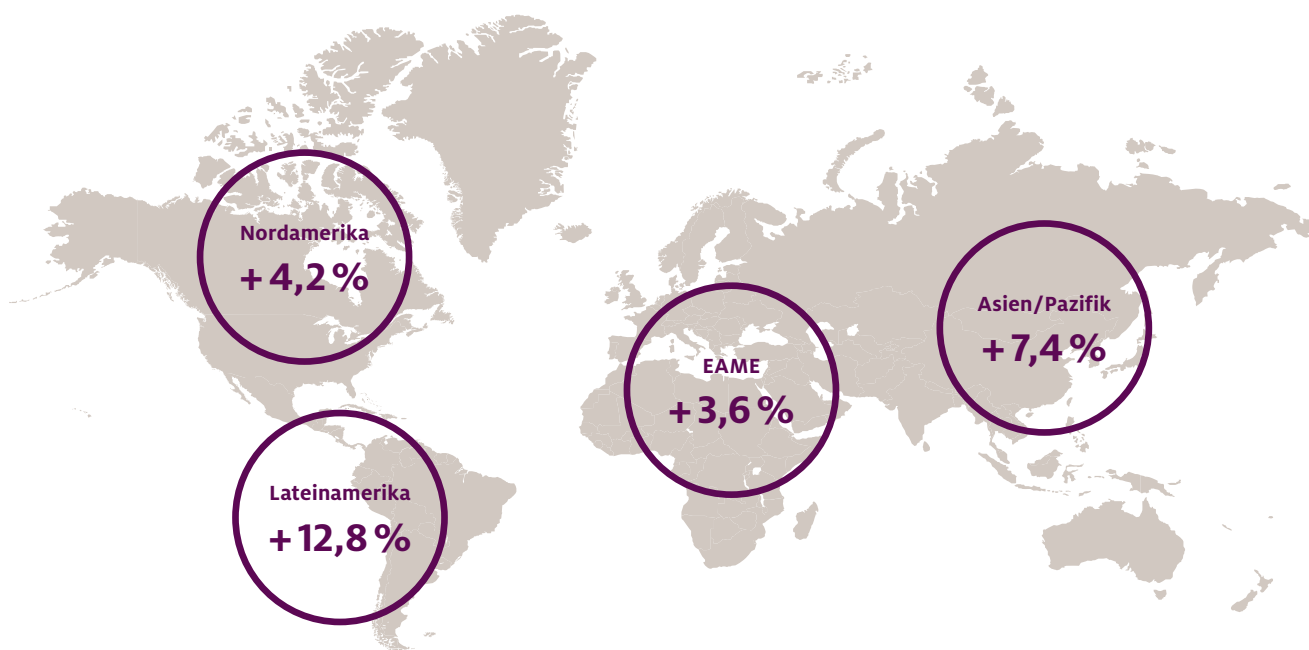 Nordamerika
+ 4,2 %
Lateinamerika
+ 12,8 %
EAME
+ 3,6 %
Asien/Pazifik
+ 7,4 %